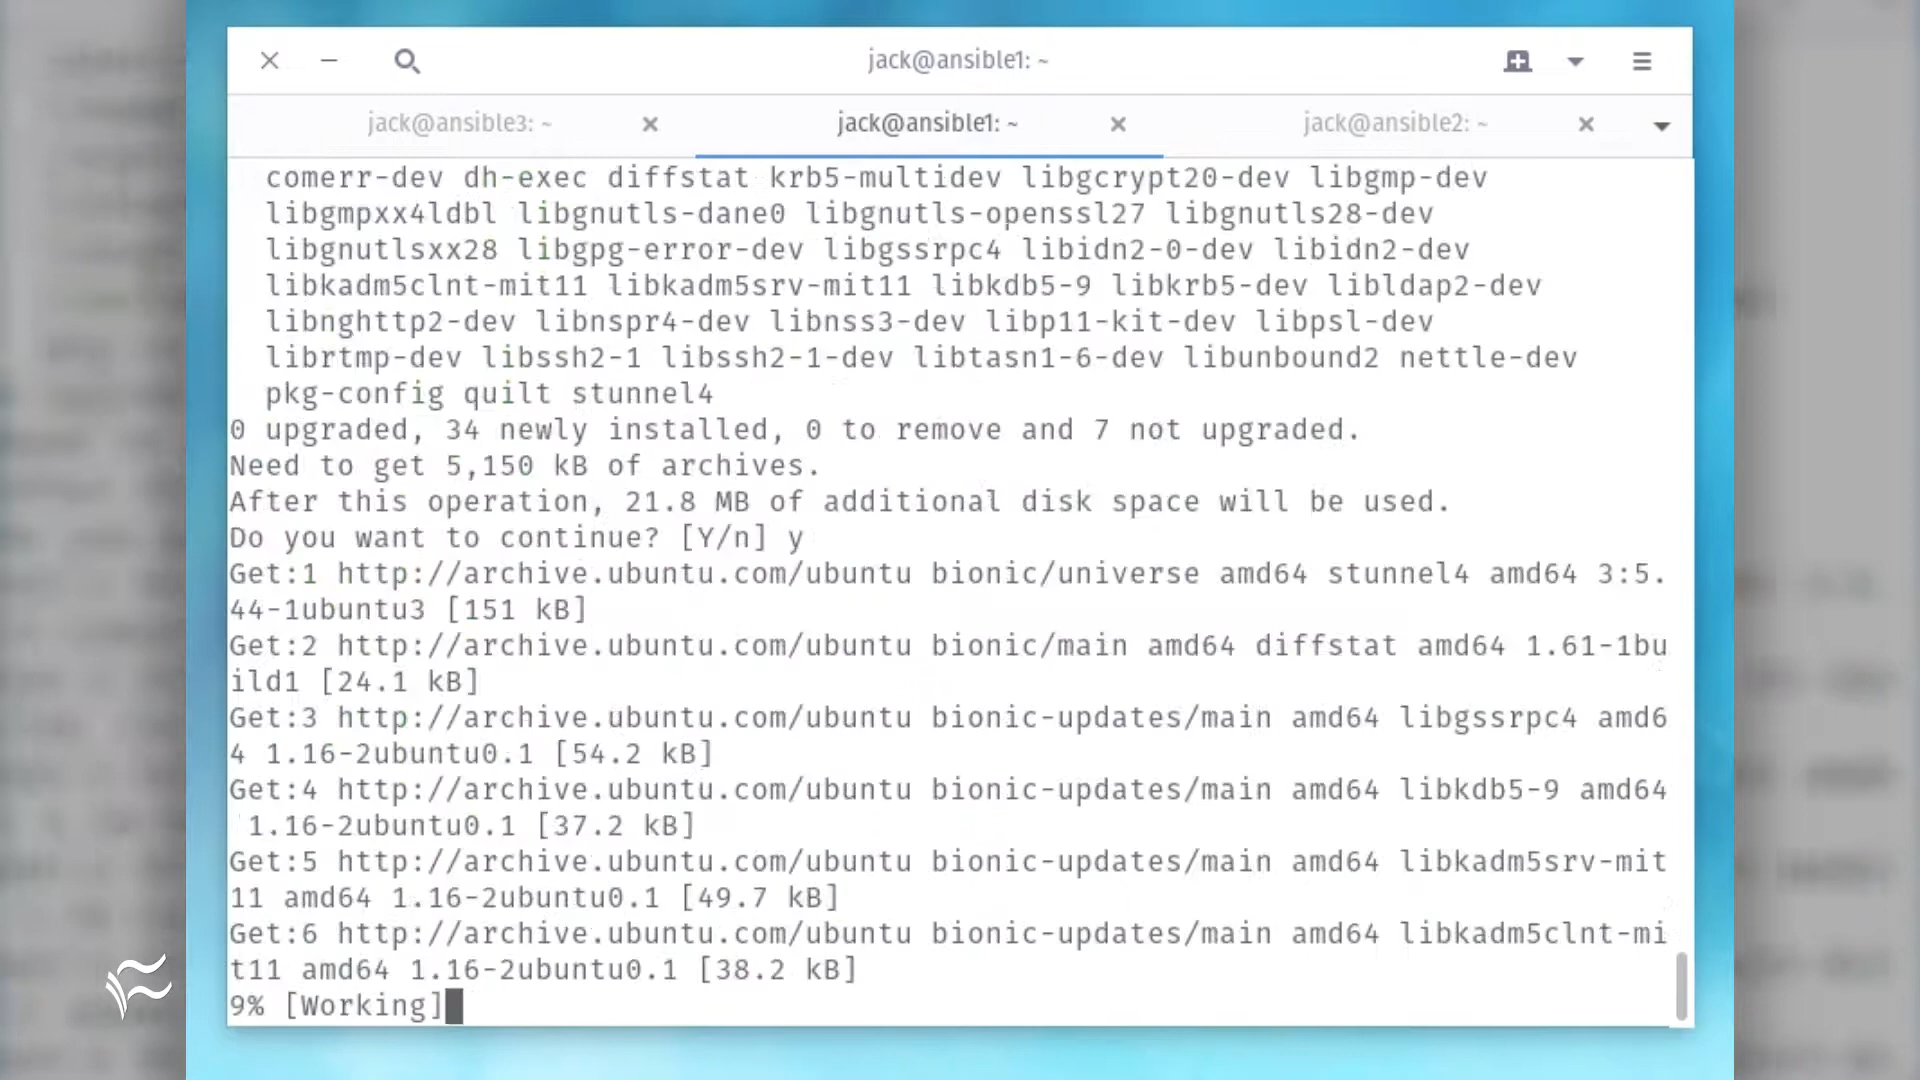 jack@ansible1: ~
jack@ansible3: ~
jack@ansible1: ~
jack@ansible2: ~
comerr-dev dh-exec diffstat krb5-multidev libgcrypt20-dev libgmp-dev
libgmpxx4ldbl libgnutls-dane0 libgnutls-openssl27 libgnutls28-dev
libgnutlsxx28 libgpg-error-dev libgssrpc4 libidn2-0-dev libidn2-dev
libkadm5clnt-mit11 libkadm5srv-mit11 libkdb5-9 libkrb5-dev libldap2-dev
libnghttp2-dev libnspr4-dev libnss3-dev libp11-kit-dev libpsl-dev
librtmp-dev libssh2-1 libssh2-1-dev libtasn1-6-dev libunbound2 nettle-dev
pkg-config quilt stunnel4
0 upgraded, 34 newly installed, 0 to remove and 7 not upgraded.
Need to get 5,150 kB of archives.
After this operation, 21.8 MB of additional disk space will be used.
Do you want to continue? [Y/n] y
Get:1 http://archive.ubuntu.com/ubuntu bionic/universe amd64 stunnel4 amd64 3:5.
44-1ubuntu3 [151 kB]
Get:2 http://archive.ubuntu.com/ubuntu bionic/main amd64 diffstat amd64 1.61-1bu
ild1 [24.1 kB]
Get:3 http://archive.ubuntu.com/ubuntu bionic-updates/main amd64 libgssrpc4 amd6
4 1.16-2ubuntu0.1 [54.2 kB]
Get:4 http://archive.ubuntu.com/ubuntu bionic-updates/main amd64 libkdb5-9 amd64
1.16-2ubuntu0.1 [37.2 kB]
Get:5 http://archive.ubuntu.com/ubuntu bionic-updates/main amd64 libkadm5srv-mit
11 amd64 1.16-2ubuntu0.1 [49.7 kB]
Get:6 http://archive.ubuntu.com/ubuntu bionic-updates/main amd64 libkadm5clnt-mi
t11 amd64 1.16-2ubuntu0.1 [38.2 kB]
9% [Working]